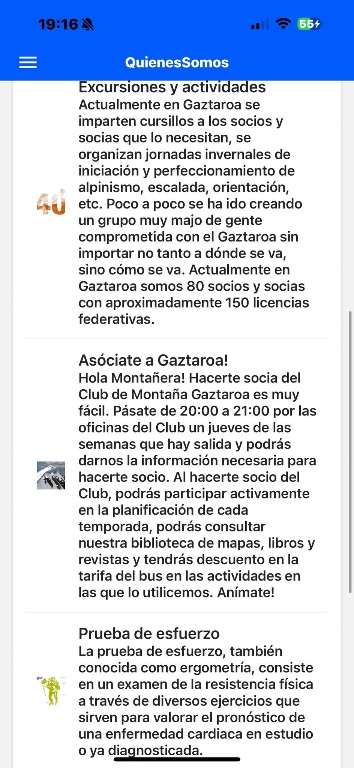 19:16
55
QuienesSomos
Excursiones y actividades
Actualmente en Gaztaroa se
imparten cursillos a los socios y
socias que lo necesitan, se
organizan jornadas invernales de
iniciación y perfeccionamiento de
alpinismo, escalada, orientación,
etc. Poco a poco se ha ido creando
un grupo muy majo de gente
comprometida con el Gaztaroa sin
importar no tanto a dónde se va,
sino cómo se va. Actualmente en
Gaztaroa somos 80 socios y socias
con aproximadamente 150 licencias
federativas.
40
Asóciate a Gaztaroa!
Hola Montañera! Hacerte socia del
Club de Montaña Gaztaroa es muy
fácil. Pásate de 20:00 a 21:00 por las
oficinas del Club un jueves de las
semanas que hay salida y podrás
darnos la información necesaria para
hacerte socio. Al hacerte socio del
Club, podrás participar activamente
en la planificación de cada
temporada, podrás consultar
nuestra biblioteca de mapas, libros y
revistas y tendrás descuento en la
tarifa del bus en las actividades en
las que lo utilicemos. Anímate!
Prueba de esfuerzo
La prueba de esfuerzo, también
conocida como ergometría, consiste
en un examen de la resistencia física
a través de diversos ejercicios que
sirven para valorar el pronóstico de
una enfermedad cardiaca en estudio
o ya diagnosticada.